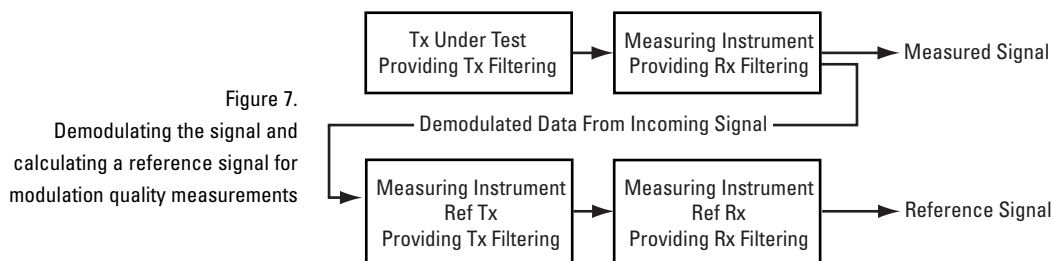 Tx Under Test
Providing Tx Filtering
Measuring Instrument
Providing Rx Filtering
Measured Signal
Figure 7.
Demodulating the signal and
calculating a reference signal for
modulation quality measurements
Demodulated Data From Incoming Signal
Measuring Instrument
Ref Tx
Providing Tx Filtering
Measuring Instrument
Ref Rx
Providing Rx Filtering
Reference Signal